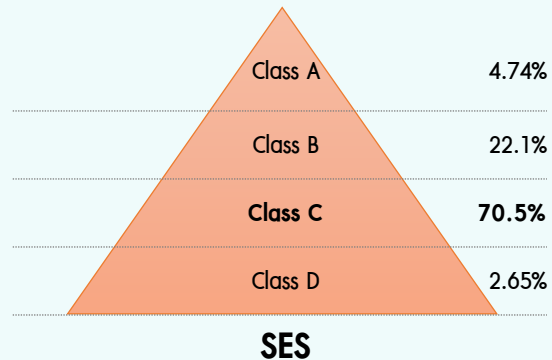 Class A 4.74%
Class B 22.1%
Class C 70.5%
Class D 2.65%
SES